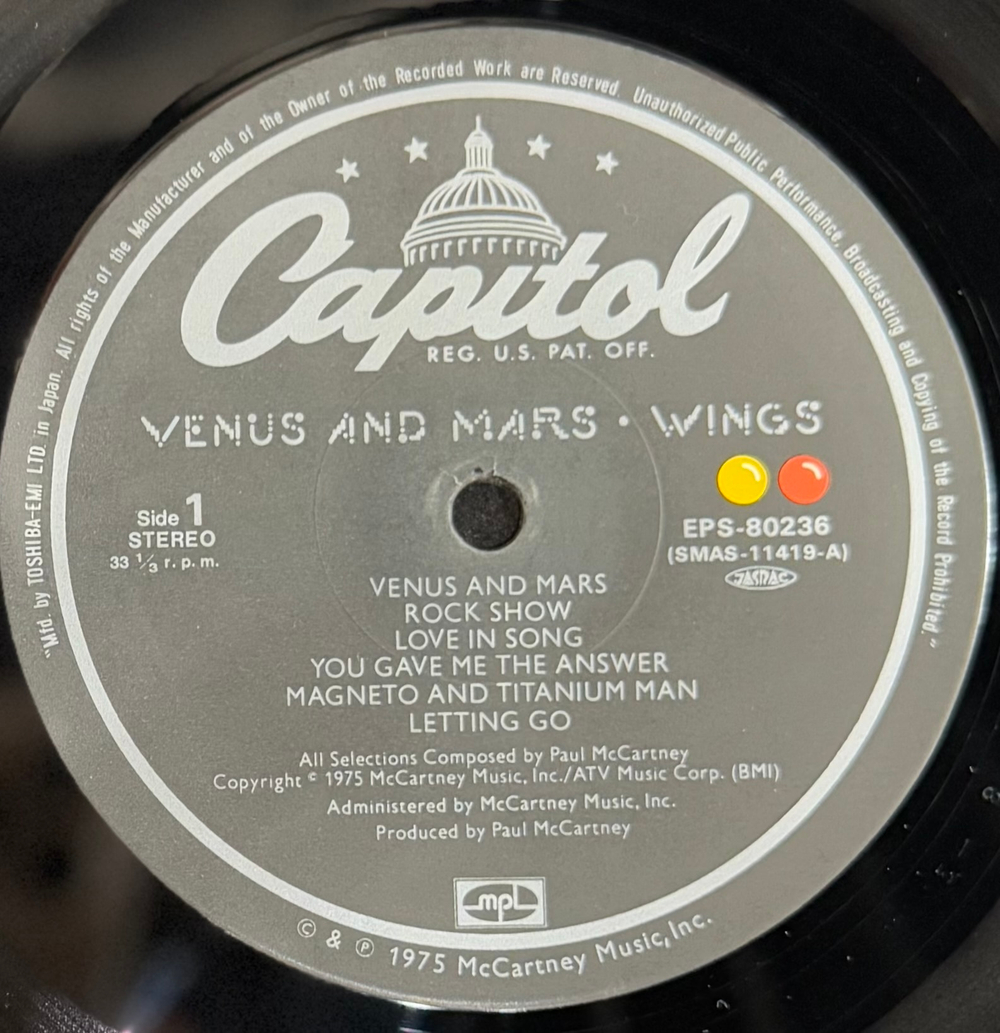 "Mfd. by TOSHIBA-EMI LTD. in Japan. All rights of the Manufacturer and of the Owner of the Recorded Work are Reserved. Unauthorized Public Performance, Broadcasting and Copying of the Record Prohibited."
Capitol
REG. U.S. PAT. OFF.
VENUS AND MARS • WINGS
Side 1
STEREO
33 1/3 r. p. m.
EPS-80236
(SMAS-11419-A)
JASRAC
VENUS AND MARS
ROCK SHOW
LOVE IN SONG
YOU GAVE ME THE ANSWER
MAGNETO AND TITANIUM MAN
LETTING GO
All Selections Composed by Paul McCartney
Copyright © 1975 McCartney Music, Inc./ATV Music Corp. (BMI)
Administered by McCartney Music, Inc.
Produced by Paul McCartney
mpl
© & ℗ 1975 McCartney Music, Inc.